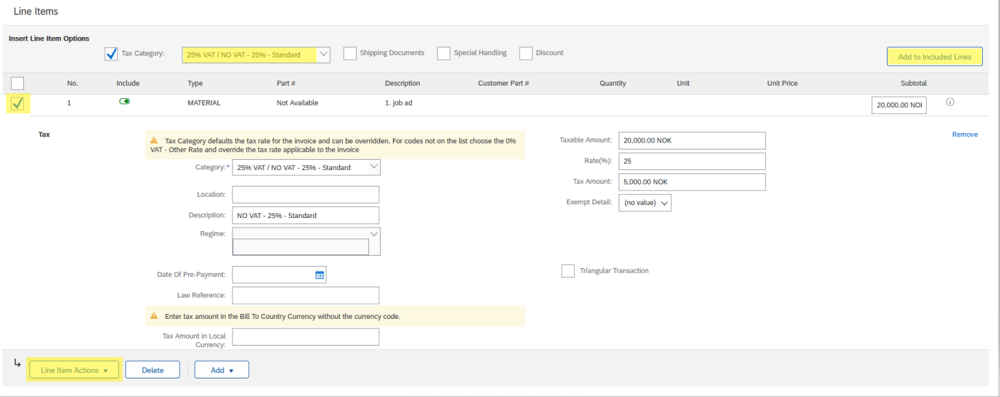 Line Items
Insert Line Item Options
Tax Category: 25% VAT / NO VAT - 25% - Standard Shipping Documents Special Handling Discount Add to Included Lines
No. Include Type Part # Description Customer Part # Quantity Unit Unit Price Subtotal
1 MATERIAL Not Available 1. job ad 20,000.00 NOI
Tax
Tax Category defaults the tax rate for the invoice and can be overridden. For codes not on the list choose the 0%
VAT - Other Rate and override the tax rate applicable to the invoice
Category:* 25% VAT / NO VAT - 25% - Standard
Location:
Description: NO VAT - 25% - Standard
Regime:
Date Of Pre-Payment:
Law Reference:
Enter tax amount in the Bill To Country Currency without the currency code.
Tax Amount in Local
Currency:
Taxable Amount: 20,000.00 NOK
Rate(%): 25
Tax Amount: 5,000.00 NOK
Exempt Detail: (no value)
Triangular Transaction
Remove
Line Item Actions Delete Add